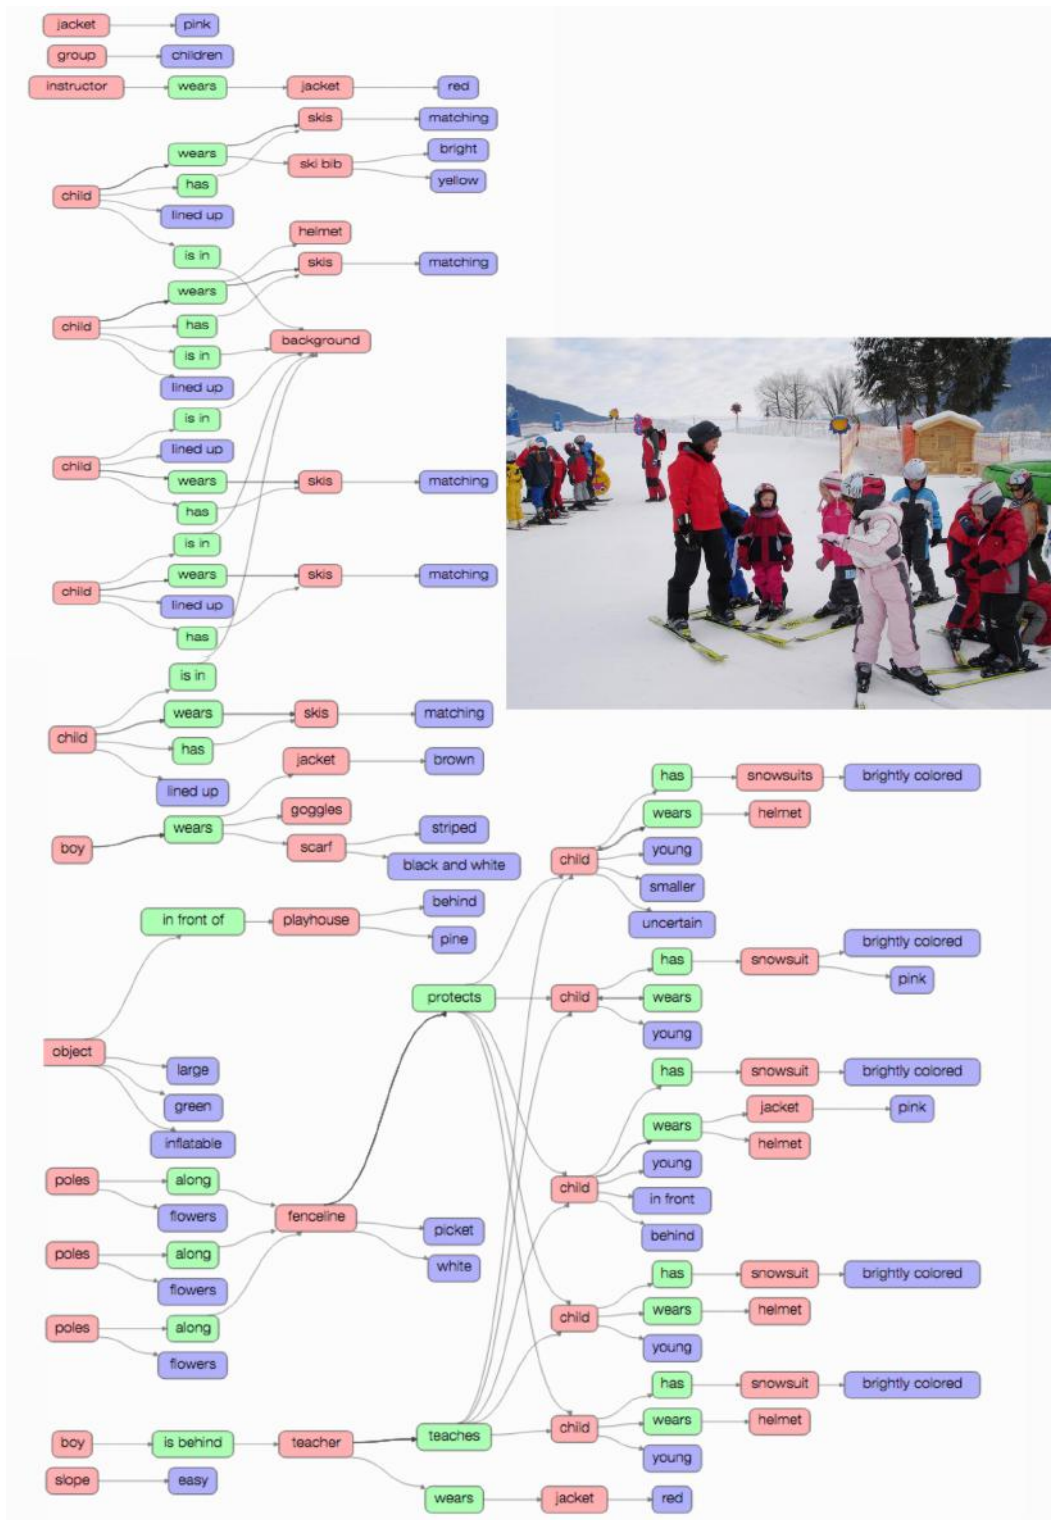 jacket pink
group children
instructor wears jacket red
skis matching
wears ski bib bright
yellow
has
child
lined up
is in
helmet
skis matching
wears
child has
background
is in
lined up
is in
lined up
child
wears skis matching
has
is in
wears skis matching
child
lined up
has
is in
wears skis matching
child
has
jacket brown
lined up
goggles
wears
striped
boy scarf
black and white
behind
in front of playhouse
pine
object
large
green
inflatable
poles along
flowers
fenceline
picket
white
poles along
flowers
poles along
flowers
protects
has snowsuits brightly colored
wears helmet
young
child
smaller
uncertain
brightly colored
has snowsuit
pink
child wears
young
has snowsuit brightly colored
jacket pink
wears
helmet
young
child
in front
behind
has snowsuit brightly colored
wears helmet
child
young
has snowsuit brightly colored
wears helmet
child
young
boy is behind teacher teaches
slope easy
wears jacket red